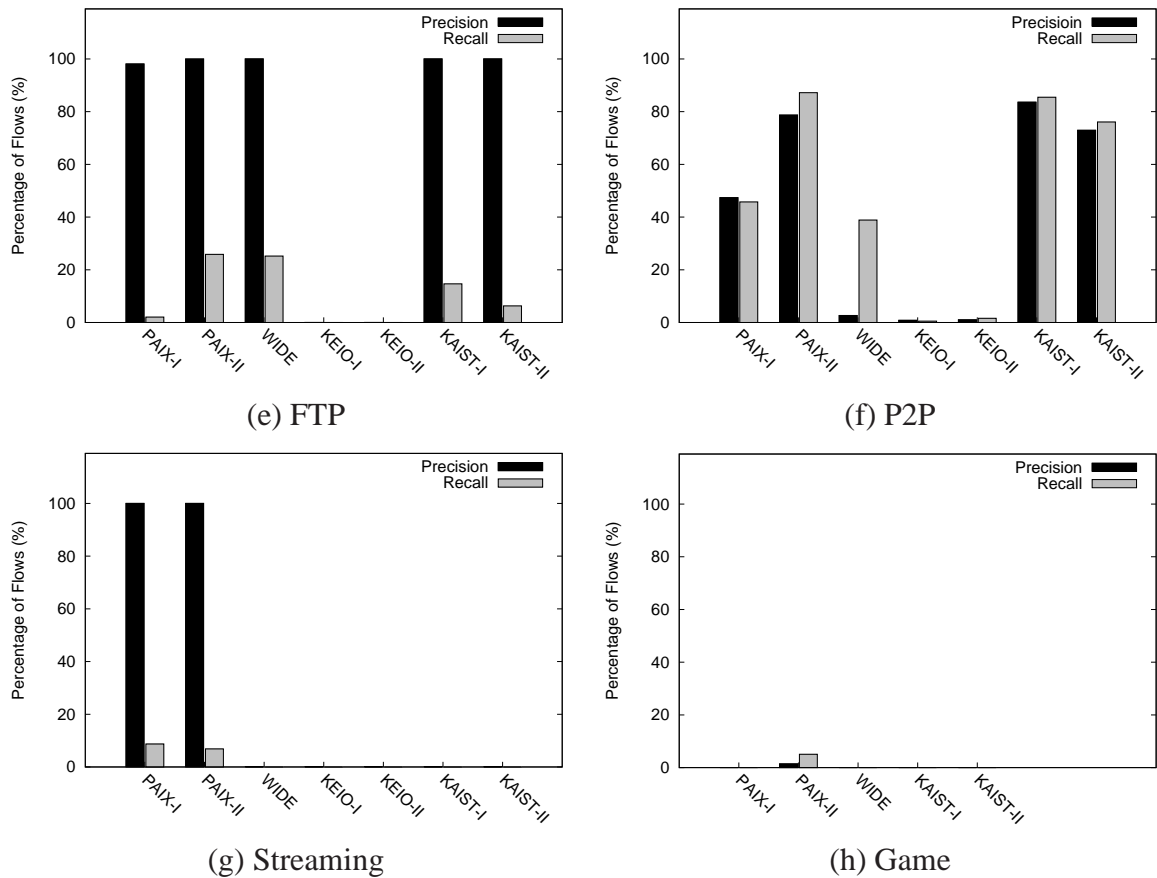 Precision
Recall
Percentage of Flows (%)
100
80
60
40
20
0
PAIX-I
PAIX-II
WIDE
KEIO-I
KEIO-II
KAIST-I
KAIST-II
(e) FTP
Precisioin
Recall
Percentage of Flows (%)
100
80
60
40
20
0
PAIX-I
PAIX-II
WIDE
KEIO-I
KEIO-II
KAIST-I
KAIST-II
(f) P2P
Precision
Recall
Percentage of Flows (%)
100
80
60
40
20
0
PAIX-I
PAIX-II
WIDE
KEIO-I
KEIO-II
KAIST-I
KAIST-II
(g) Streaming
Precision
Recall
Percentage of Flows (%)
100
80
60
40
20
0
PAIX-I
PAIX-II
WIDE
KAIST-I
KAIST-II
(h) Game